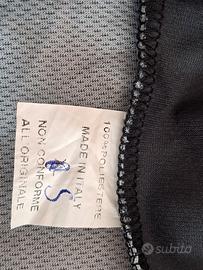 100% POLIESTERE
MADE IN ITALY
NON CONFORME
ALL ORIGINALE
S
subito